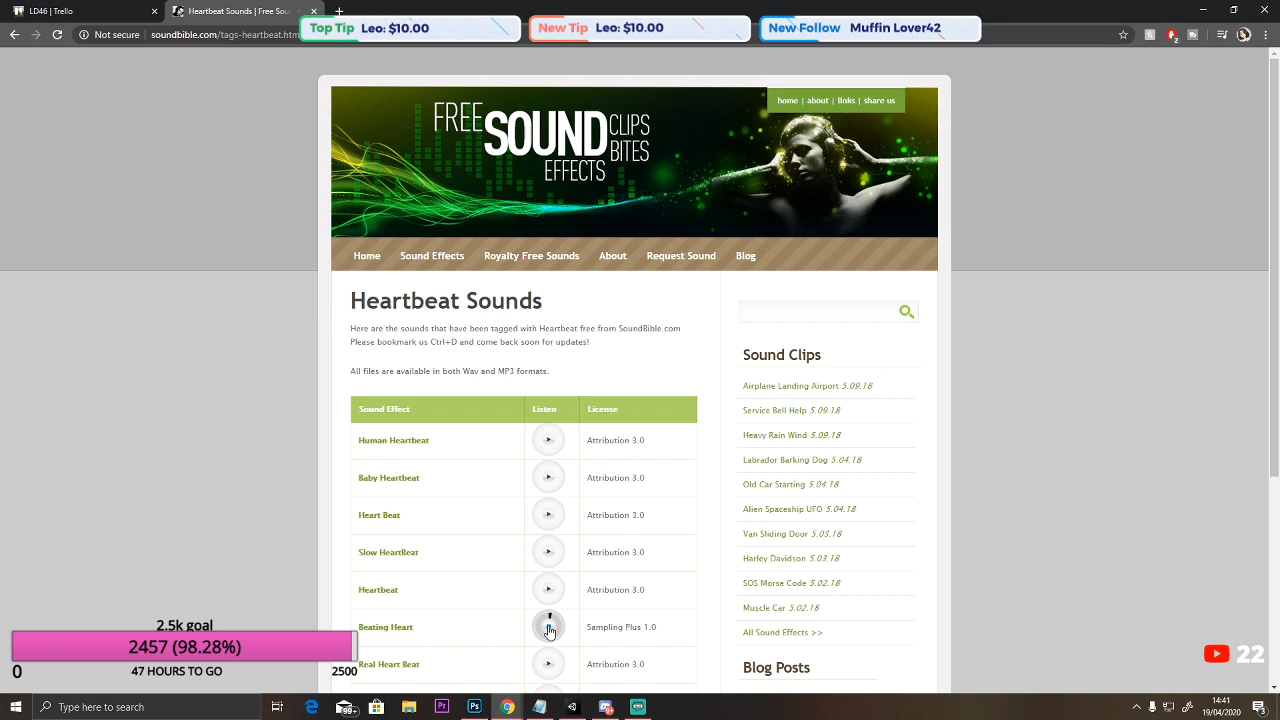 LD46 -
Heartbeat Sounds | Free Sou
soundbible.com/tags-heartbeat.html
Top Tip Leo: $10.00
New Tip Leo: $10.00
New Follow Muffin Lover42
home | about | links | share us
FREE SOUND CLIPS
BITES
EFFECTS
Home Sound Effects Royalty Free Sounds About Request Sound Blog
Heartbeat Sounds
Here are the sounds that have been tagged with Heartbeat free from SoundBible.com
Please bookmark us Ctrl+D and come back soon for updates!
All files are available in both Wav and MP3 formats.
Sound Effect Listen License
Human Heartbeat Attribution 3.0
Baby Heartbeat Attribution 3.0
Heart Beat Attribution 3.0
Slow HeartBeat Attribution 3.0
Heartbeat Attribution 3.0
Beating Heart Sampling Plus 1.0
Real Heart Beat Attribution 3.0
Sound Clips
Airplane Landing Airport 5.09.18
Service Bell Help 5.09.18
Heavy Rain Wind 5.09.18
Labrador Barking Dog 5.04.18
Old Car Starting 5.04.18
Alien Spaceship UFO 5.04.18
Van Sliding Door 5.03.18
Harley Davidson 5.03.18
SOS Morse Code 5.02.18
Muscle Car 5.02.18
All Sound Effects >>
Blog Posts
2.5k goal
2457 (98.28%)
0 47 HOURS TO GO 2500
22
Type here to search
99+
14:41
19/04/2020